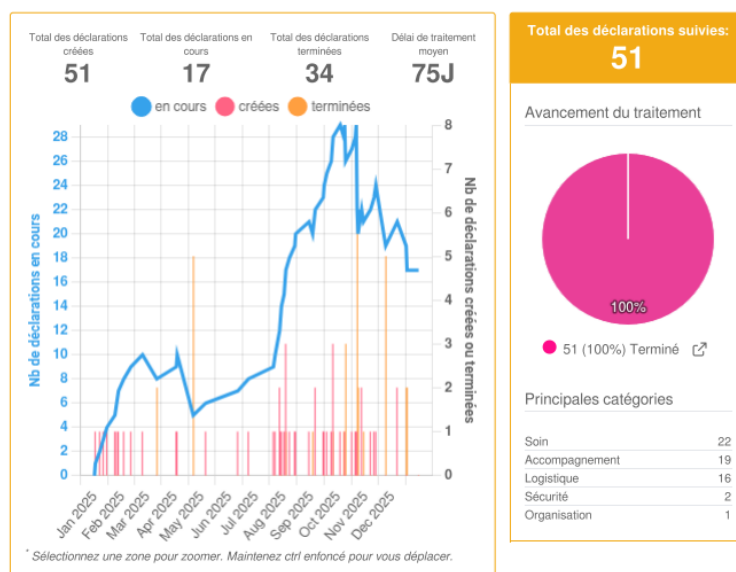 Total des déclarations créées
51
Total des déclarations en cours
17
Total des déclarations terminées
34
Délai de traitement moyen
75J
en cours
créées
terminées
Nb de déclarations en cours
28
26
24
22
20
18
16
14
12
10
8
6
4
2
0
8
7
6
5
4
3
2
1
0
Nb de déclarations créées ou terminées
Jan 2025
Feb 2025
Mar 2025
Apr 2025
May 2025
Jun 2025
Jul 2025
Aug 2025
Sep 2025
Oct 2025
Nov 2025
Dec 2025
* Sélectionnez une zone pour zoomer. Maintenez ctrl enfoncé pour vous déplacer.
Total des déclarations suivies:
51
Avancement du traitement
100%
51 (100%) Terminé
Principales catégories
Soin 22
Accompagnement 19
Logistique 16
Sécurité 2
Organisation 1